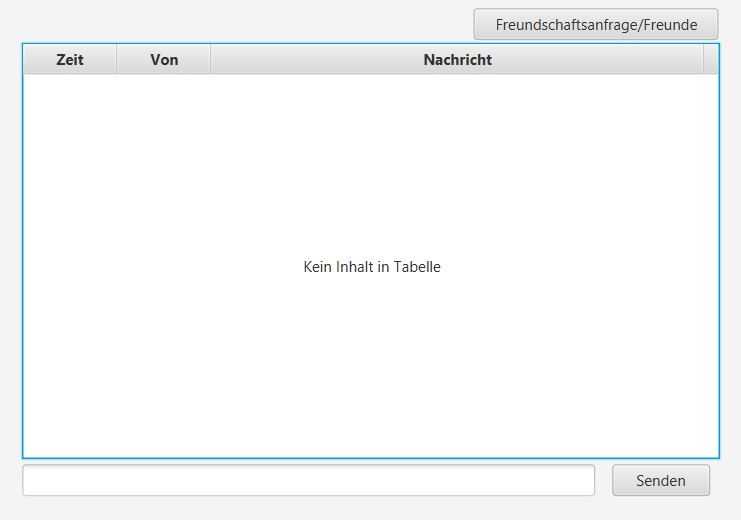 Freundschaftsanfrage/Freunde
Zeit Von Nachricht
Kein Inhalt in Tabelle
Senden